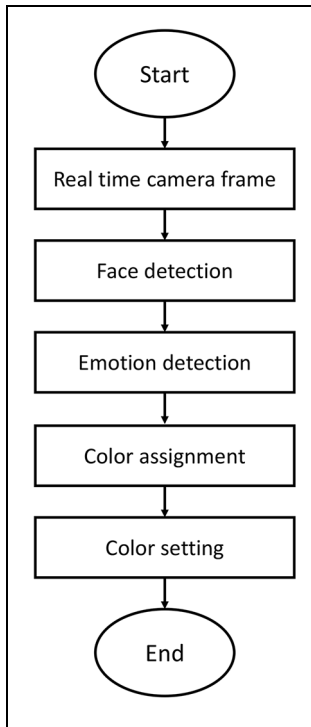 Start
Real time camera frame
Face detection
Emotion detection
Color assignment
Color setting
End